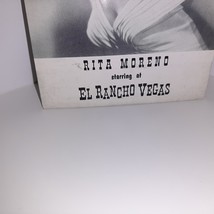 RITA MORENO
starring at
EL RANCHO VEGAS